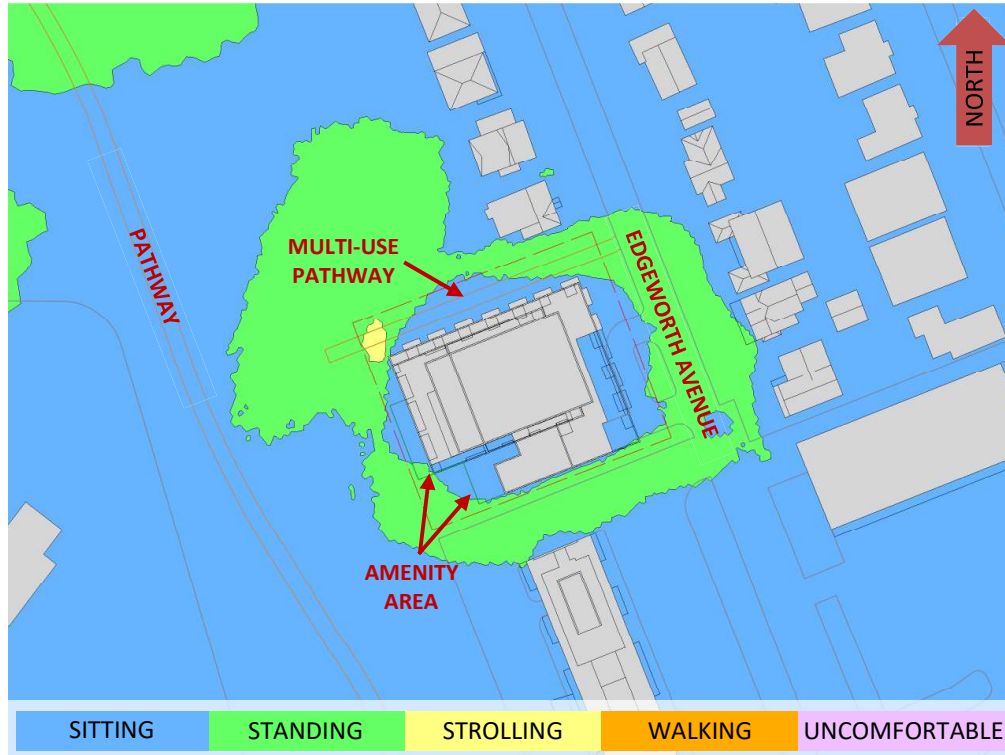 NORTH
MULTI-USE
PATHWAY
PATHWAY
EDGEWORTH AVENUE
AMENITY
AREA
SITTING STANDING STROLLING WALKING UNCOMFORTABLE